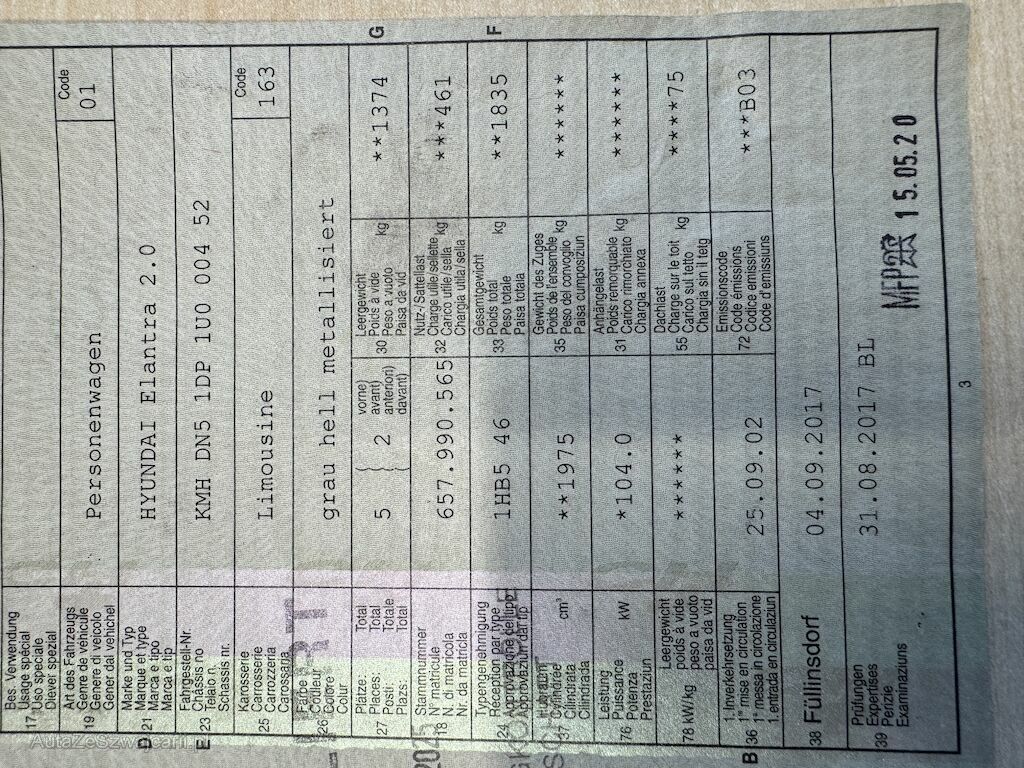 17 Bes. Verwendung
Usage spécial
Uso speciale
Diever spezial
19 Art des Fahrzeugs
Genre de véhicule
Genere di veicolo
Gener dal vehichel
Personenwagen
Code
01
D 21 Marke und Typ
Marque et type
Marca e tipo
Marca e tip
HYUNDAI Elantra 2.0
E 23 Fahrgestell-Nr.
Châssis no
Telaio n.
Schassis nr.
KMH DN5 1DP 1U0 004 52
25 Karosserie
Carrosserie
Carrozzeria
Carossaria
Limousine
Code
163
26 Farbe
Couleur
Colore
Colur
grau hell metallisiert
27 Plätze: Total
Places: Total
Posti: Totale
Plazs: Total
5 2
vorne)
avant)
anteriori)
davant)
30 Leergewicht
Poids à vide
Peso a vuoto
Paisa da vid
kg
**1374
G
18 Stammnummer
N° matricule
N. di matricola
Nr. da matricla
657.990.565
32 Nutz-/Sattellast
Charge utile/sellette
Carico utile/sella
Chargia utila/sella
kg
***461
24 Typengenehmigung
Réception par type
Approvazione del tipo
Approvaziun dal tip
1HB5 46
33 Gesamtgewicht
Poids total
Peso totale
Paisa totala
kg
**1835
F
37 Hubraum
Cylindrée
Cilindrata
Cilindrada
cm³
**1975
35 Gewicht des Zuges
Poids de l'ensemble
Peso del convoglio
Paisa cumposiziun
kg
******
76 Leistung
Puissance
Potenza
Prestaziun
kW
*104.0
31 Anhängelast
Poids remorquable
Carico rimorchiato
Chargia annexa
kg
******
78 kW/kg
Leergewicht
poids à vide
peso a vuoto
paisa da vid
******
55 Dachlast
Charge sur le toit
Carico sul tetto
Chargia sin il tetg
kg
****75
B 36 1. Inverkehrsetzung
1re mise en circulation
1a messa in circolazione
1. entrada en circulaziun
25.09.02
72 Emissionscode
Code émissions
Codice emissioni
Code d'emissiuns
***B03
38 Füllinsdorf
04.09.2017
39 Prüfungen
Expertises
Perizie
Examinaziuns
31.08.2017 BL
15.05.20
3
AutaZeSzwajcarii